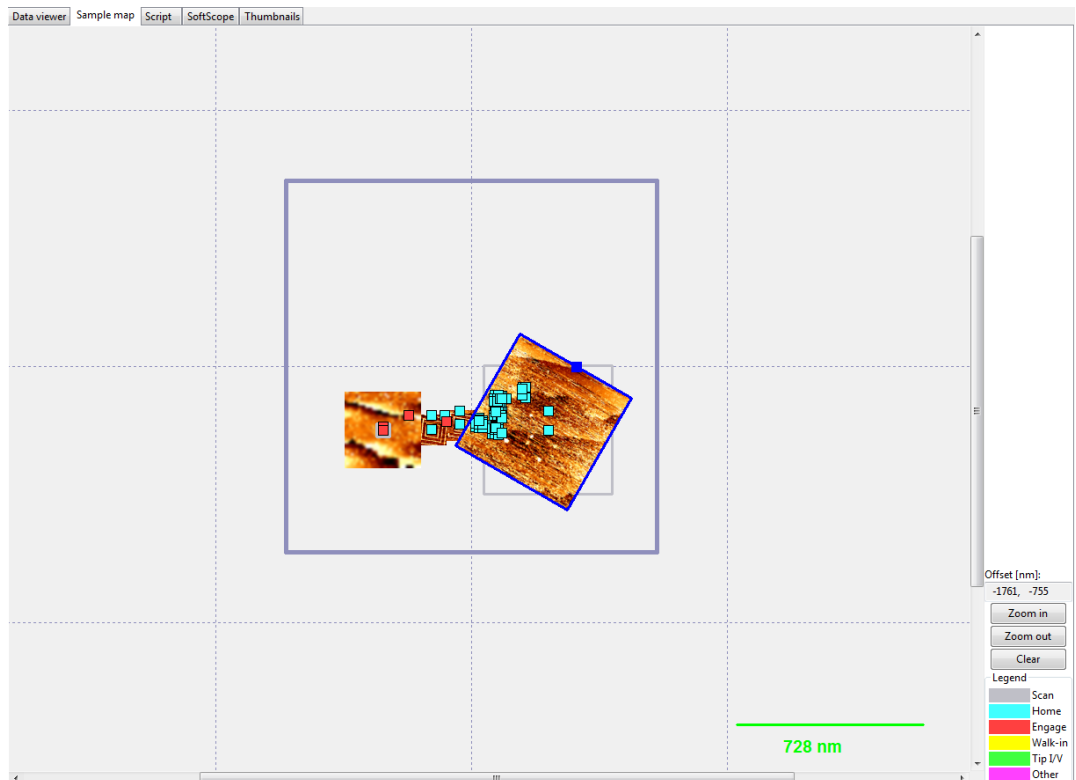 Data viewer Sample map Script SoftScope Thumbnails
Offset [nm]:
-1761, -755
Zoom in
Zoom out
Clear
Legend
Scan
Home
Engage
Walk-in
Tip I/V
Other
728 nm